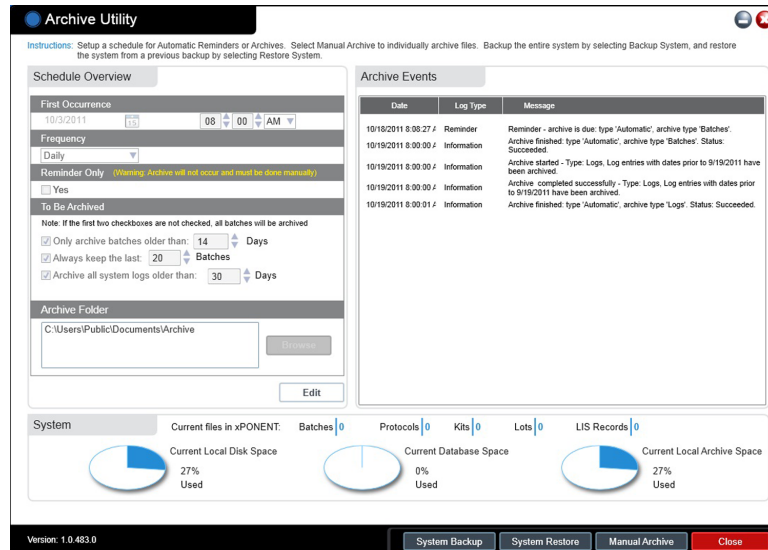 Archive Utility
Instructions: Setup a schedule for Automatic Reminders or Archives. Select Manual Archive to individually archive files. Backup the entire system by selecting Backup System, and restore
the system from a previous backup by selecting Restore System.
Schedule Overview
First Occurrence
10/3/2011 15 08 00 AM
Frequency
Daily
Reminder Only (Warning: Archive will not occur and must be done manually)
Yes
To Be Archived
Note: If the first two checkboxes are not checked, all batches will be archived
Only archive batches older than: 14 Days
Always keep the last: 20 Batches
Archive all system logs older than: 30 Days
Archive Folder
C:\Users\Public\Documents\Archive
Browse
Edit
Archive Events
Date Log Type Message
10/18/2011 8:08:27 A Reminder Reminder - archive is due: type 'Automatic', archive type 'Batches'.
10/19/2011 8:00:00 A Information Archive finished: type 'Automatic', archive type 'Batches'. Status:
Succeeded.
10/19/2011 8:00:00 A Information Archive started - Type: Logs, Log entries with dates prior to 9/19/2011 have
been archived.
10/19/2011 8:00:00 A Information Archive completed successfully - Type: Logs, Log entries with dates prior
to 9/19/2011 have been archived.
10/19/2011 8:00:01 A Information Archive finished: type 'Automatic', archive type 'Logs'. Status: Succeeded.
System
Current files in xPONENT: Batches 0 Protocols 0 Kits 0 Lots 0 LIS Records 0
Current Local Disk Space
27%
Used
Current Database Space
0%
Used
Current Local Archive Space
27%
Used
Version: 1.0.483.0
System Backup System Restore Manual Archive Close